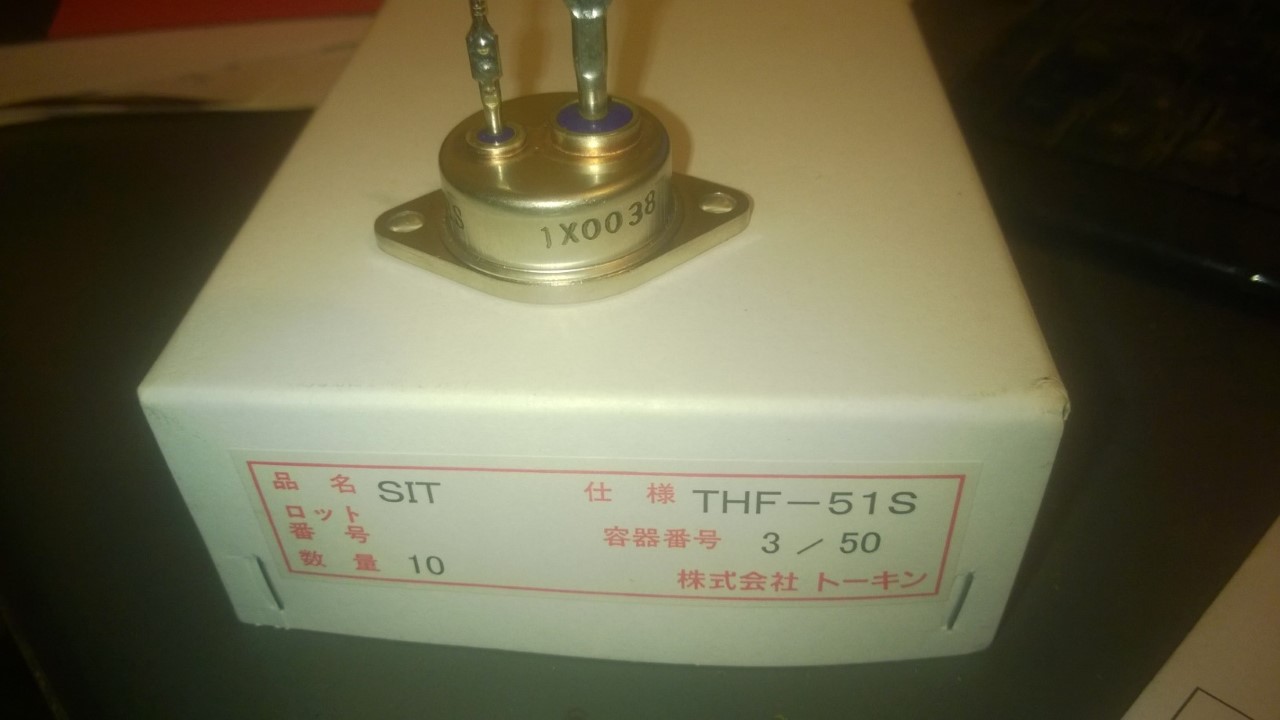 S
1X0038
品名 SIT
仕様 THF-51S
ロット番号
容器番号 3／50
数量 10
株式会社 トーキン